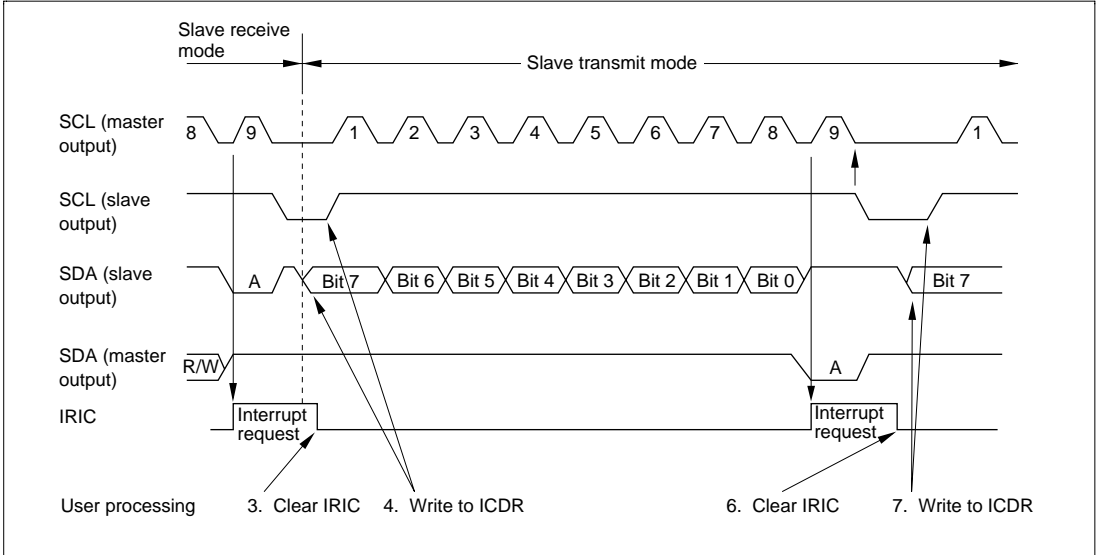 Slave receive
mode
Slave transmit mode
SCL (master
output)
8 9 1 2 3 4 5 6 7 8 9 1
SCL (slave
output)
SDA (slave
output)
A Bit 7 Bit 6 Bit 5 Bit 4 Bit 3 Bit 2 Bit 1 Bit 0 Bit 7
SDA (master
output)
R/W A
IRIC
Interrupt
request
Interrupt
request
User processing 3. Clear IRIC 4. Write to ICDR 6. Clear IRIC 7. Write to ICDR